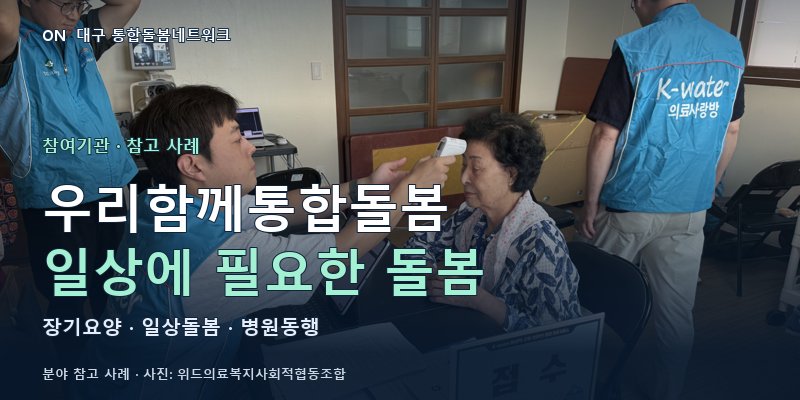 ON 대구 통합돌봄네트워크
K-water
의료사랑방
참여기관 · 참고 사례
우리함께통합돌봄
일상에 필요한 돌봄
장기요양 · 일상돌봄 · 병원동행
접수
분야 참고 사례 · 사진: 위드의료복지사회적협동조합